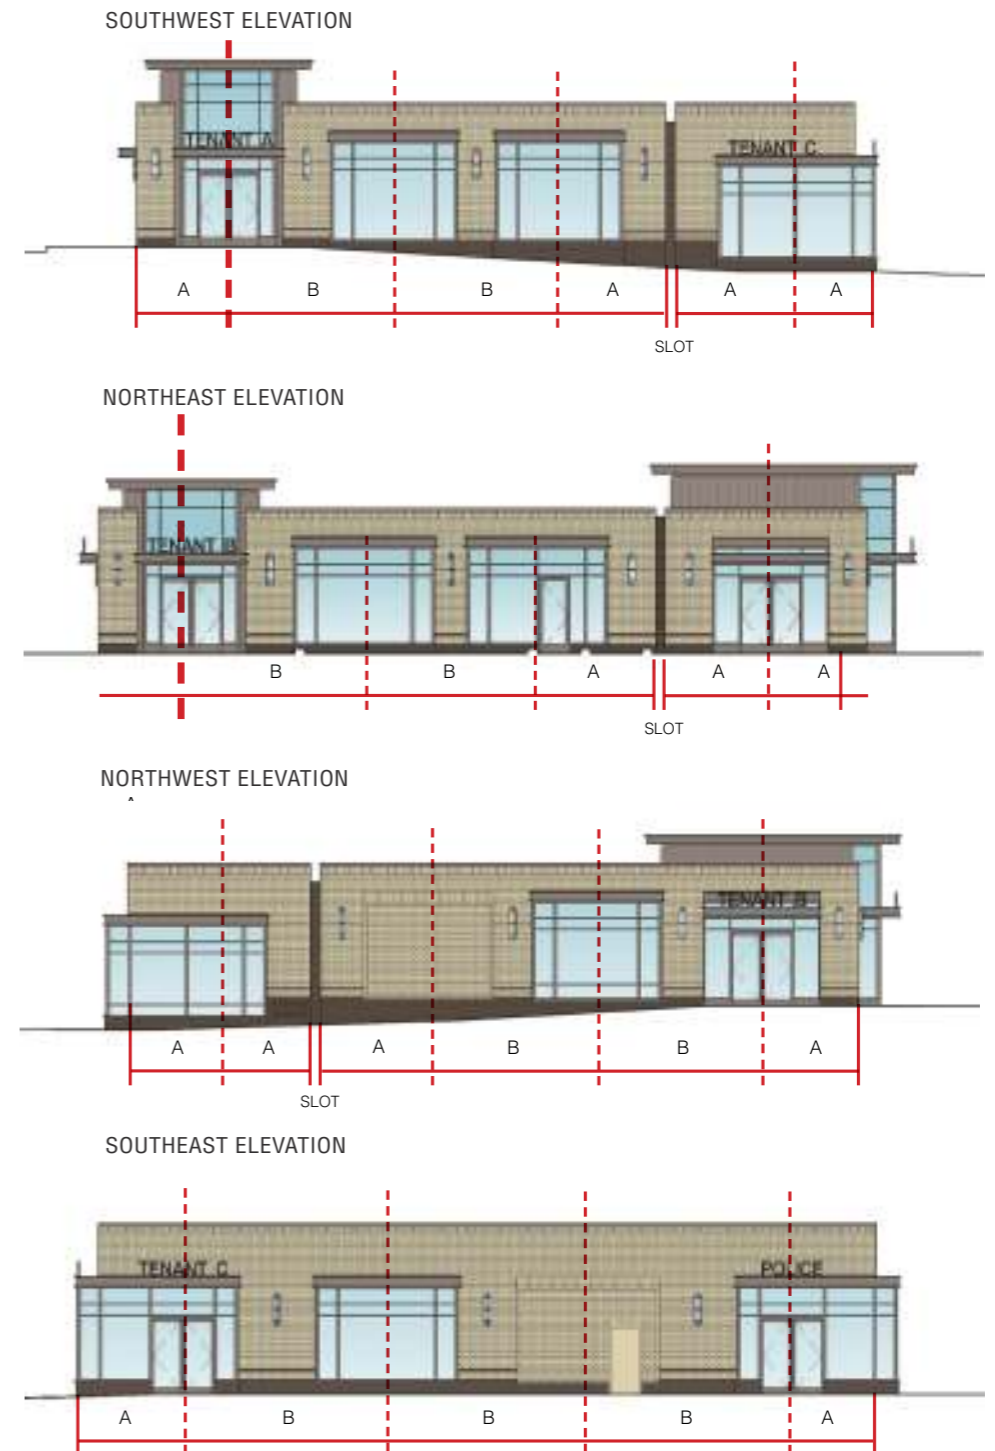 SOUTHWEST ELEVATION
TENANT A
TENANT C
A B B A A A
SLOT
NORTHEAST ELEVATION
TENANT B
B B A A A
SLOT
NORTHWEST ELEVATION
TENANT B
A A A B B A
SLOT
SOUTHEAST ELEVATION
TENANT C POLICE
A B B B A